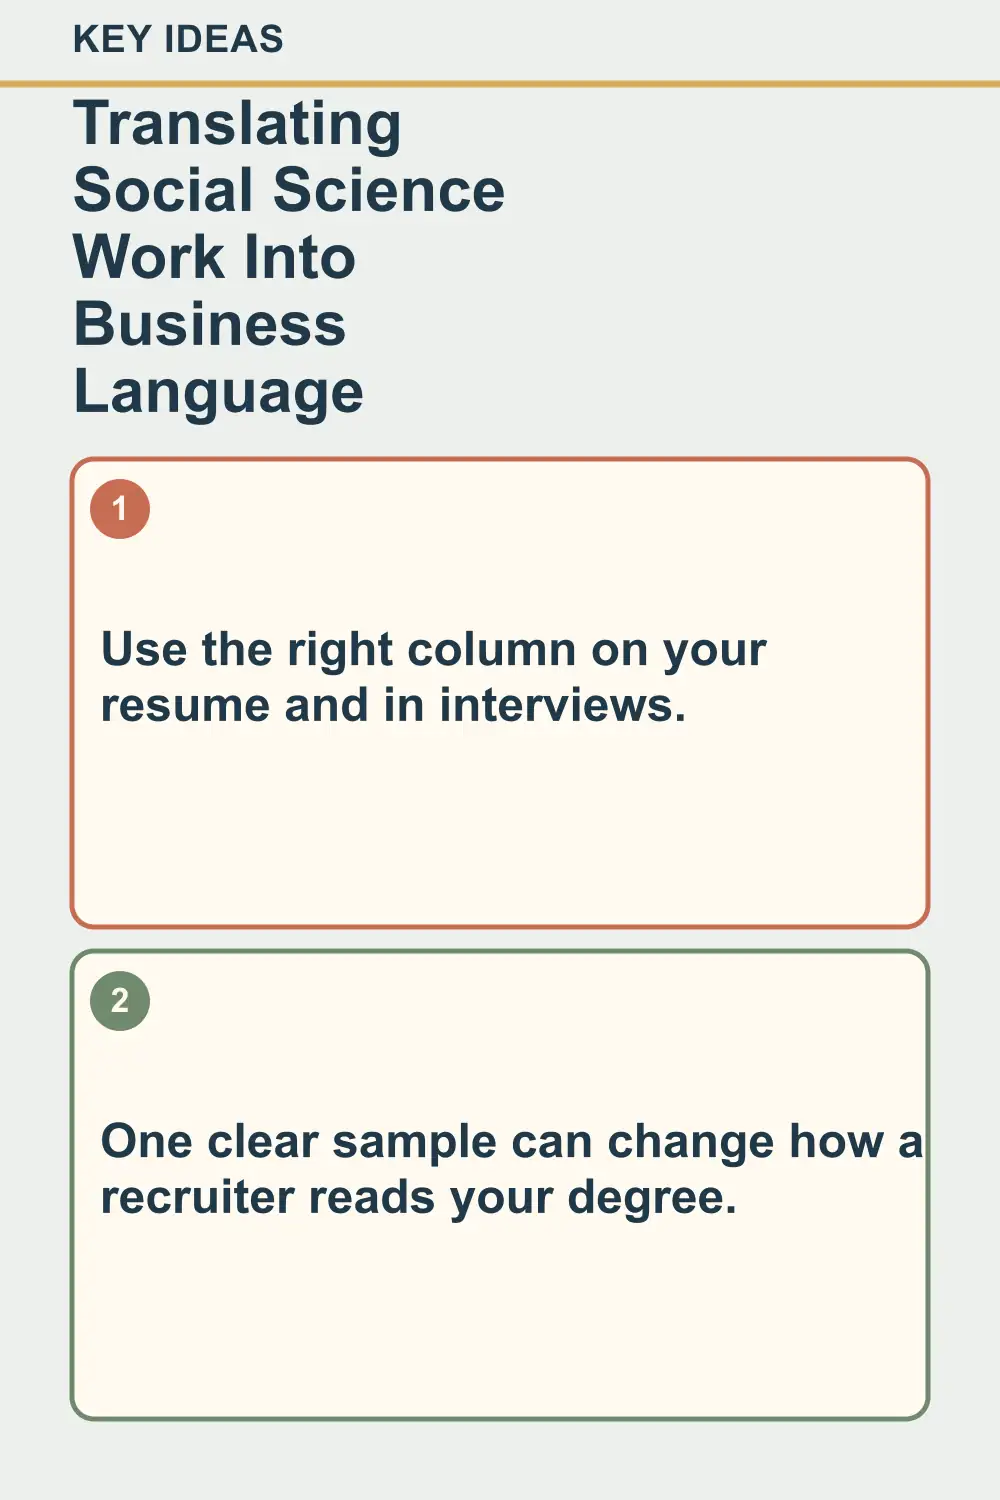 KEY IDEAS
Translating
Social Science
Work Into
Business
Language
1
Use the right column on your
resume and in interviews.
2
One clear sample can change how a
recruiter reads your degree.